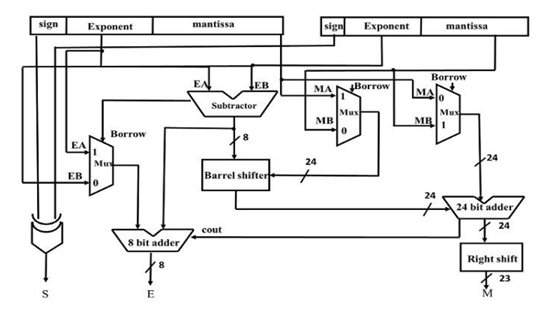 sign Exponent mantissa sign Exponent mantissa
EA EB Borrow Borrow
Subtractor MA 1 Mux MB 0 MA 0 Mux MB 1
Borrow 8
EA 1 Mux EB 0
Barrel shifter 24 24
24
24 bit adder
8 bit adder cout 24
Right shift
8 23
S E M